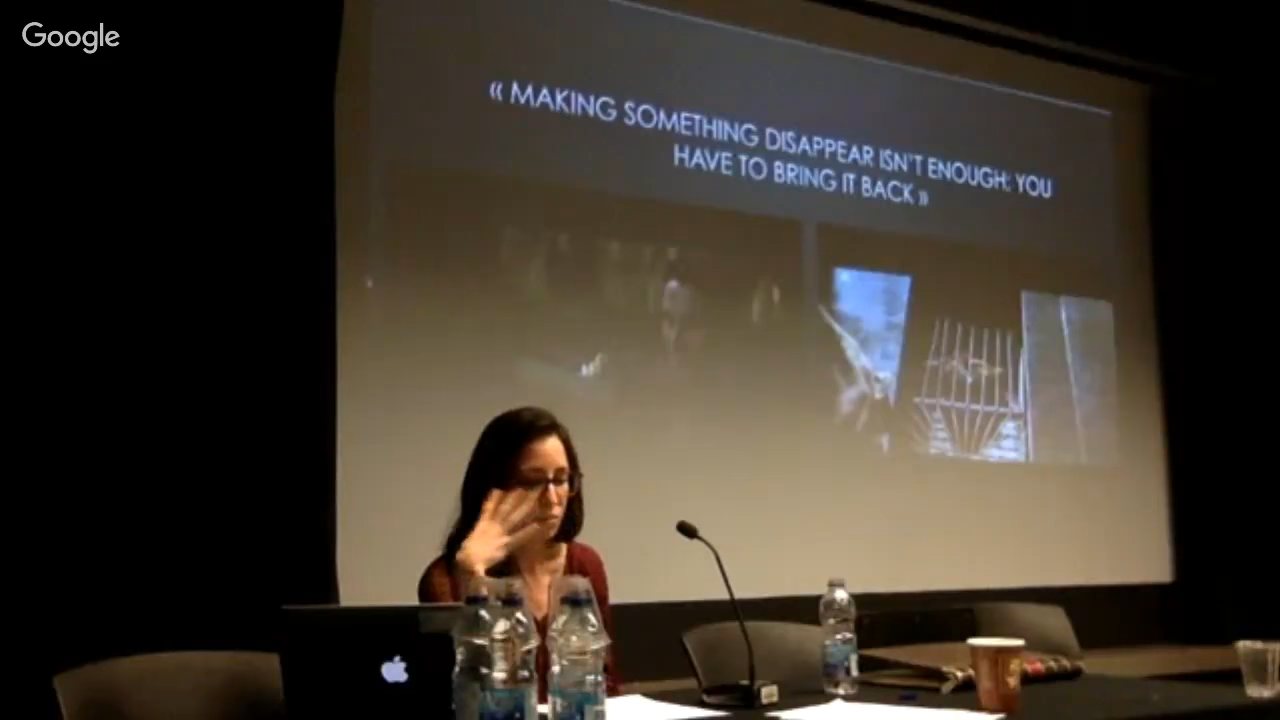 Google
« MAKING SOMETHING DISAPPEAR ISN'T ENOUGH: YOU
HAVE TO BRING IT BACK »